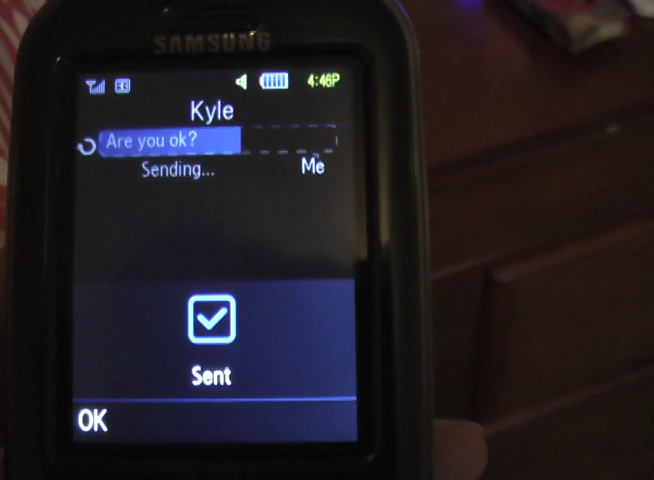 SAMSUNG
4:46P
Kyle
Are you ok?
Sending... Me
Sent
OK